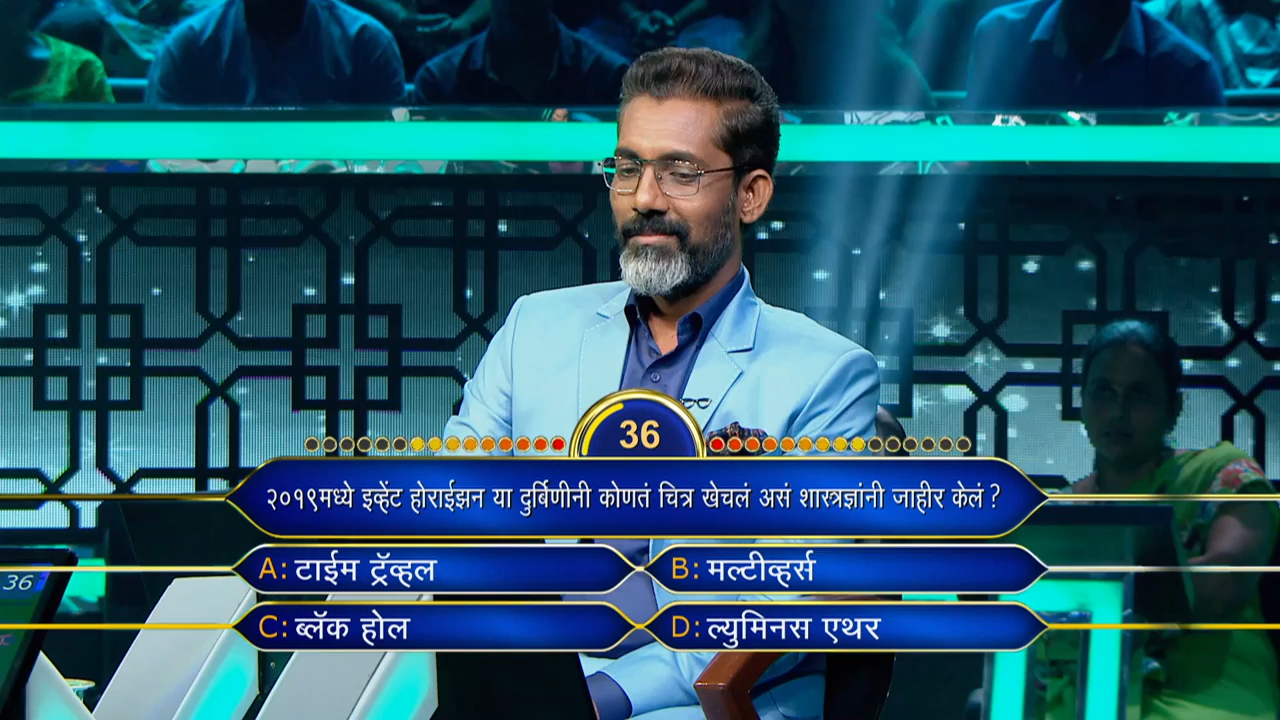 36
२०१९मध्ये इव्हेंट होराईझन या दुर्बिणीनी कोणतं चित्र खेचलं असं शास्त्रज्ञांनी जाहीर केलं ?
A: टाईम ट्रॅव्हल
B: मल्टीव्हर्स
C: ब्लॅक होल
D: ल्युमिनस एथर
36